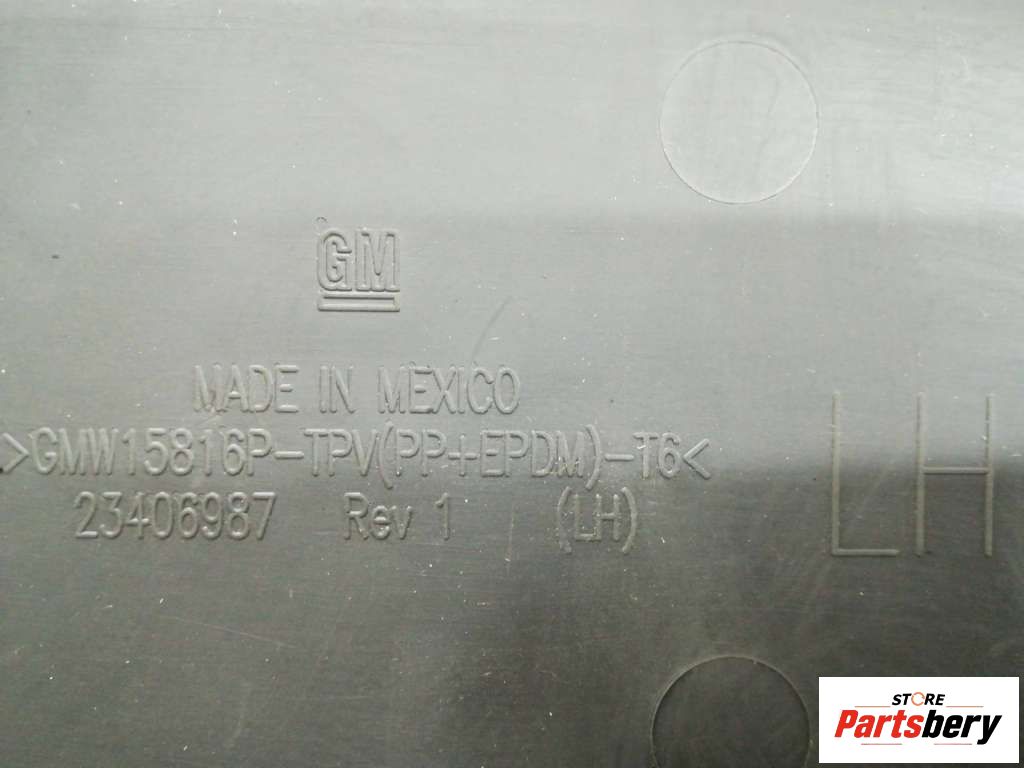 GM
MADE IN MEXICO
>GMW15816P-TPV(PP+EPDM)-T6<
23406987 Rev 1 (LH)
LH
STORE
Partsbery